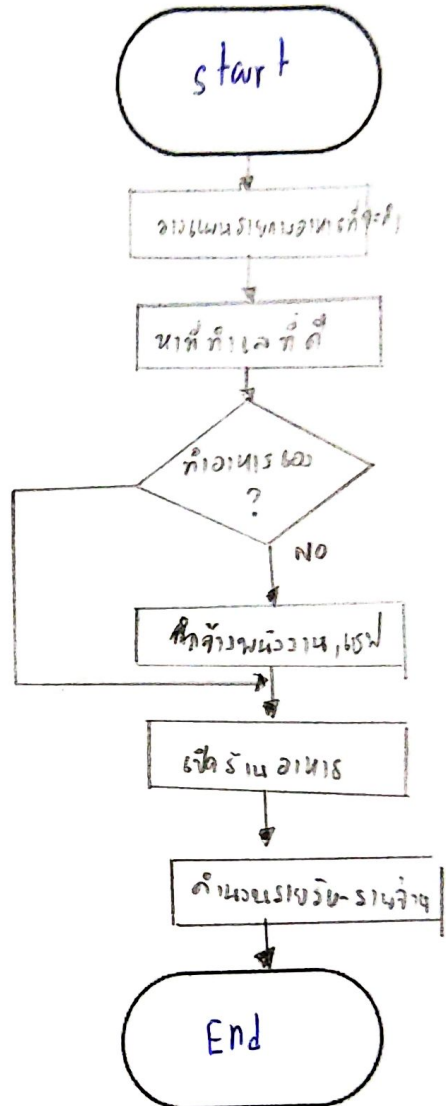 start
วางแผนรายการอาหารที่จะทำ
หาที่ทำเลที่ดี
ทำอาหารเอง
?
NO
จ้างพนักงาน,เชฟ
เปิดร้านอาหาร
คำนวนรายรับ-รายจ่าย
End